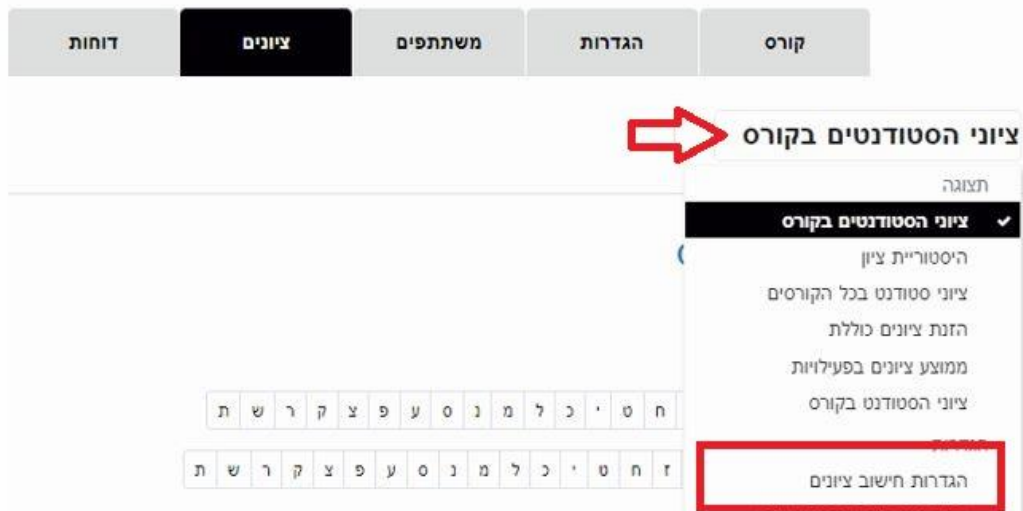 קורס הגדרות משתתפים ציונים דוחות
ציוני הסטודנטים בקורס
תצוגה
ציוני הסטודנטים בקורס
היסטוריית ציון
ציוני סטודנט בכל הקורסים
הזנת ציונים כוללת
ממוצע ציונים בפעילויות
ציוני הסטודנט בקורס
ח ט י כ ל מ נ ס ע פ צ ק ר ש ת
הגדרות חישוב ציונים
ז ח ט י כ ל מ נ ס ע פ צ ק ר ש ת